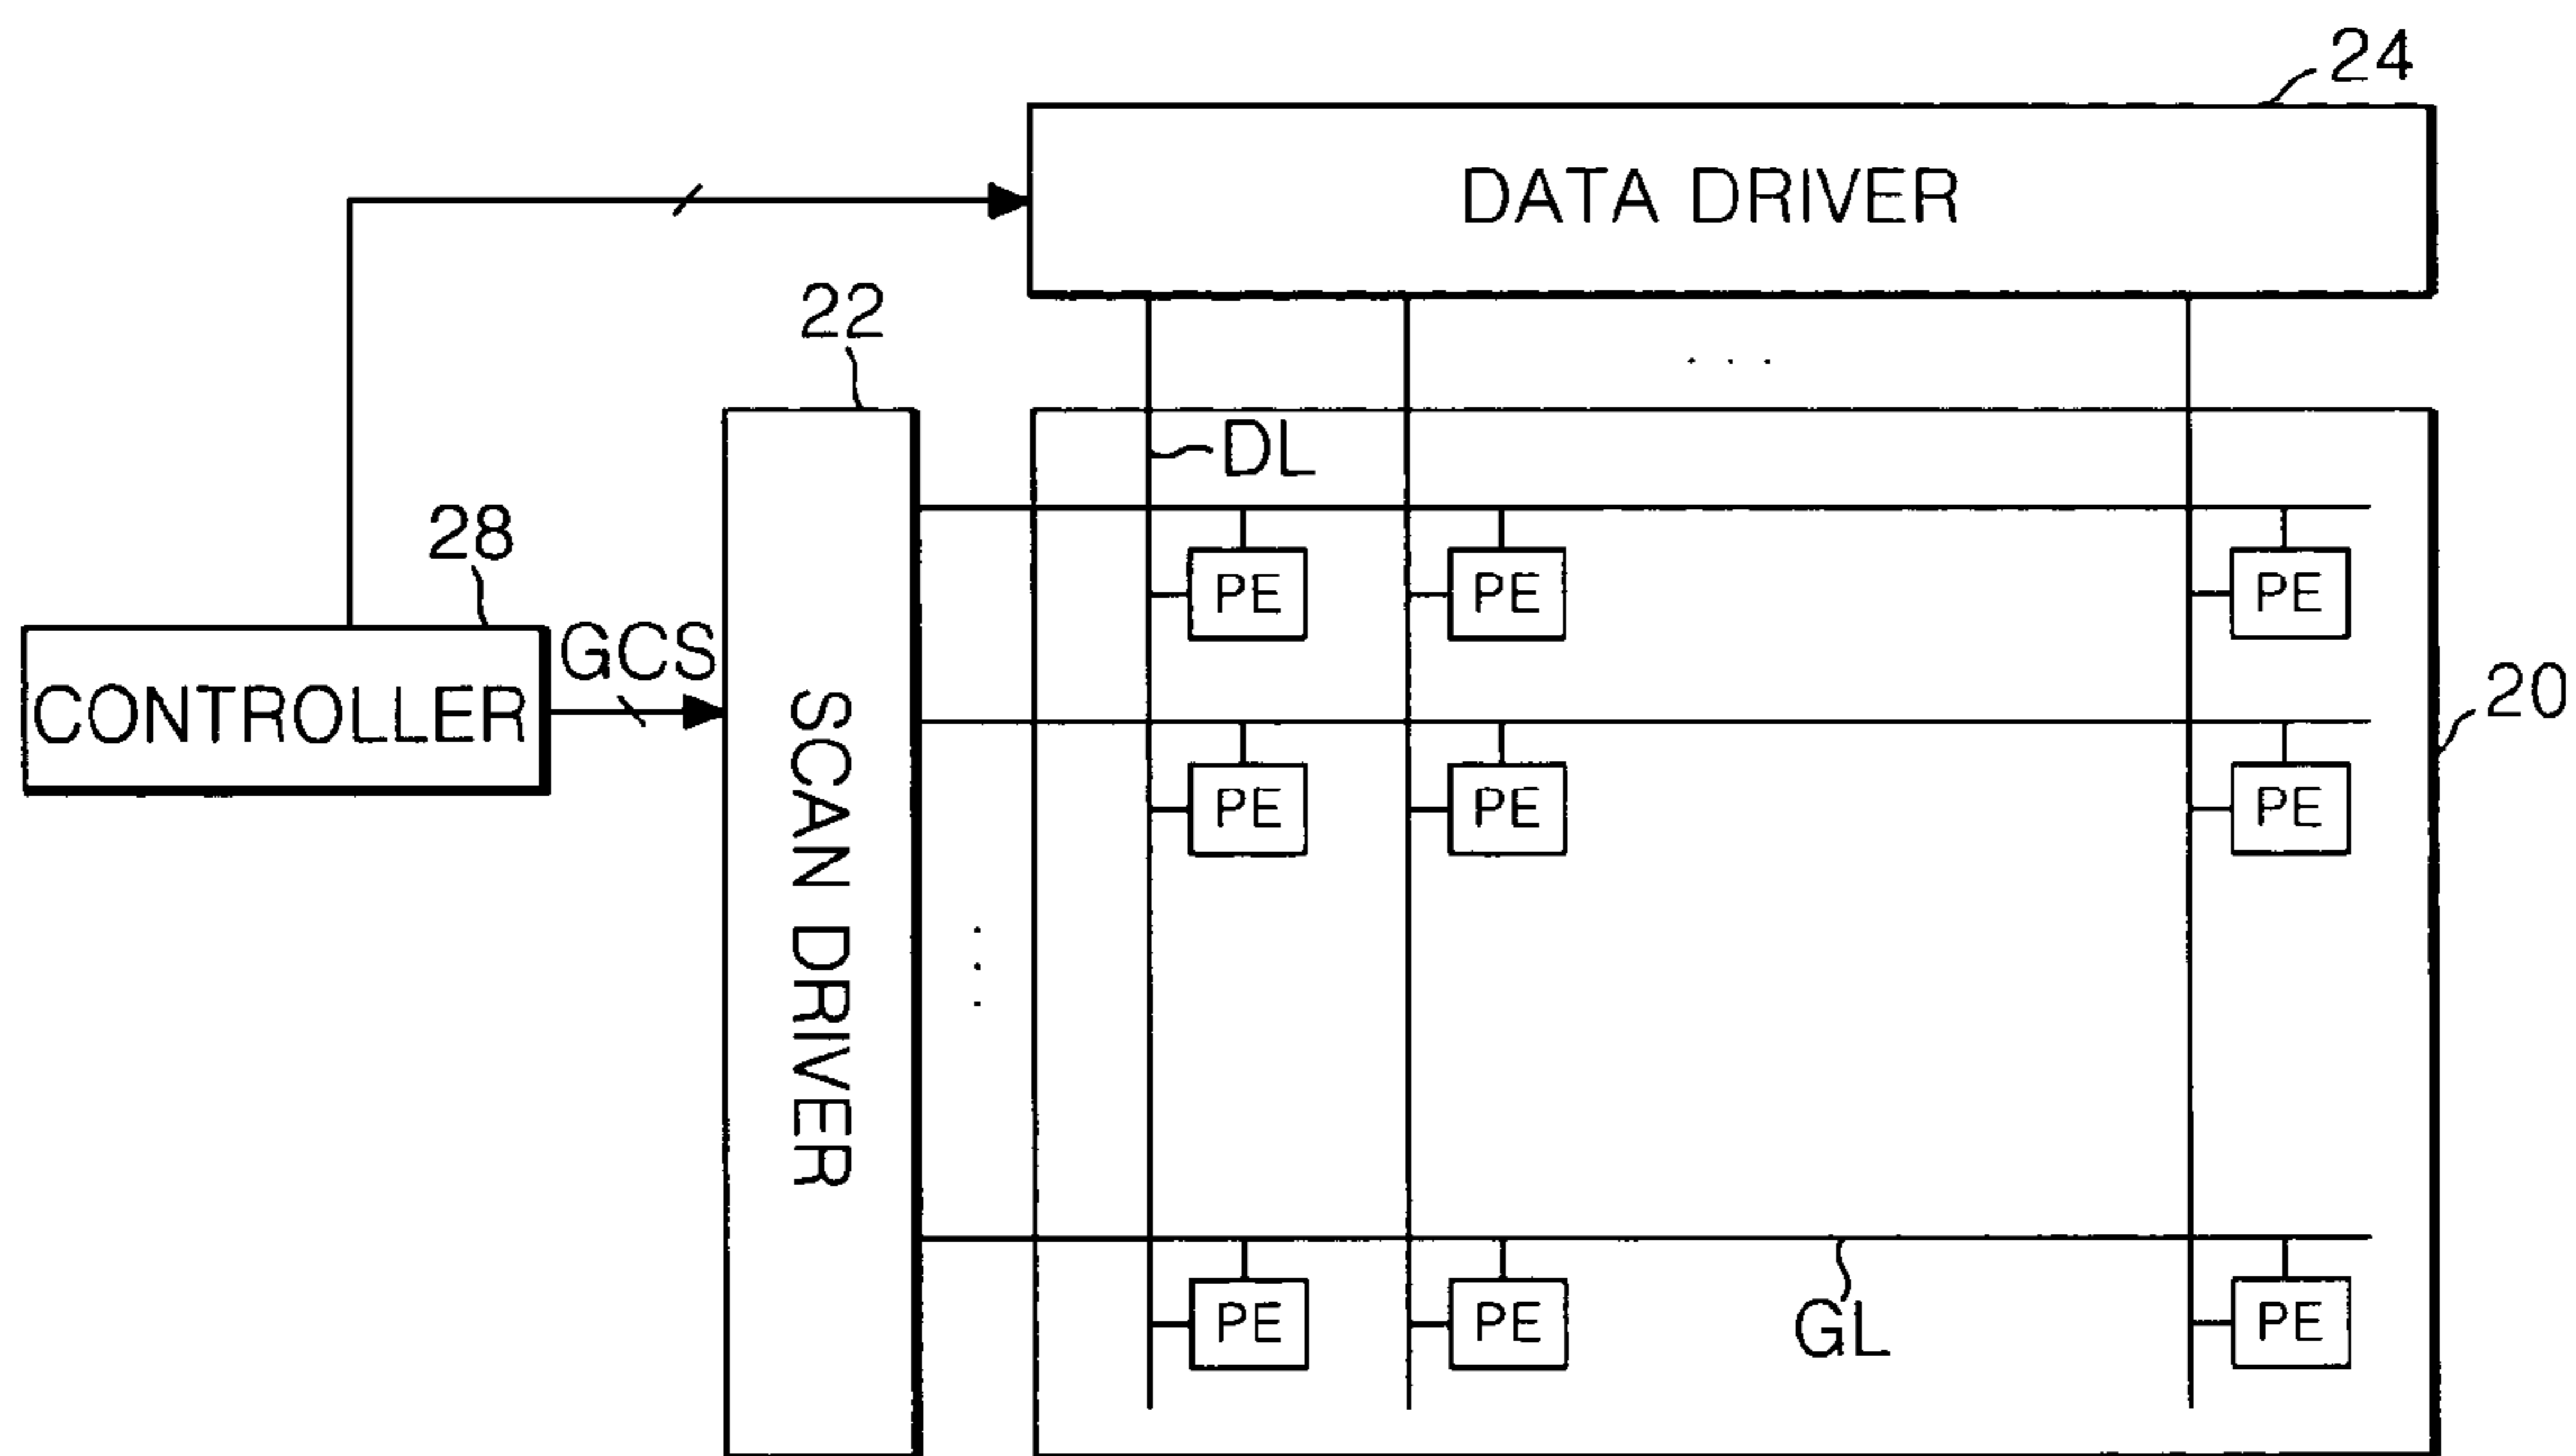 24
DATA DRIVER
22
DL
28
PE PE PE
GCS
CONTROLLER
20
SCAN DRIVER
PE PE PE
PE PE PE
GL